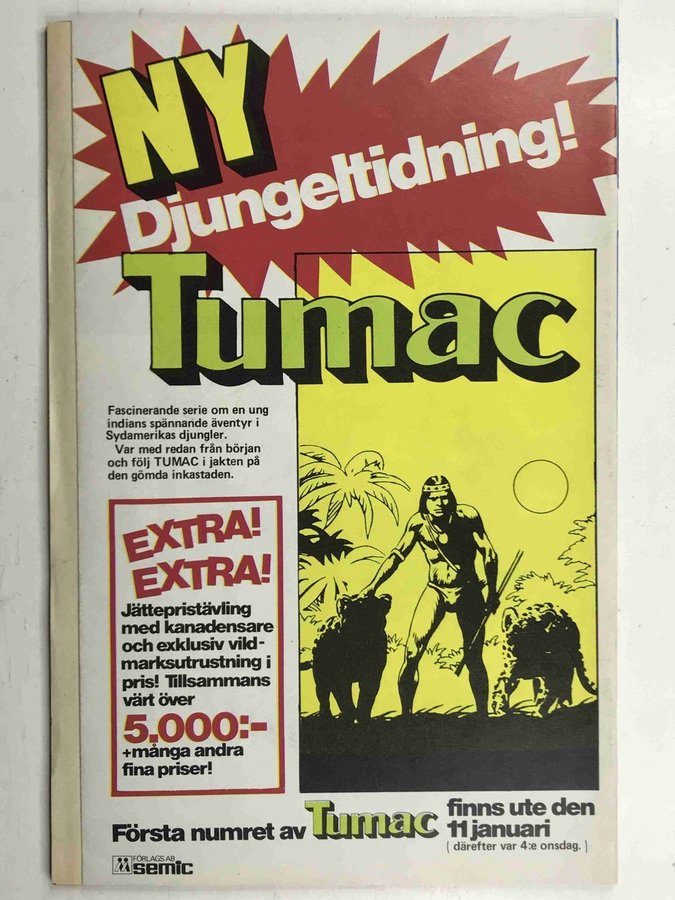 NY
Djungeltidning!
Tumac
Fascinerande serie om en ung
indians spännande äventyr i
Sydamerikas djungler.
Var med redan från början
och följ TUMAC i jakten på
den gömda inkastaden.
EXTRA!
EXTRA!
Jättepristävling
med kanadensare
och exklusiv vild-
marksutrustning i
pris! Tillsammans
värt över
5.000:-
+många andra
fina priser!
Första numret av Tumac finns ute den
11 januari
( därefter var 4:e onsdag. )
FÖRLAGS AB
semic